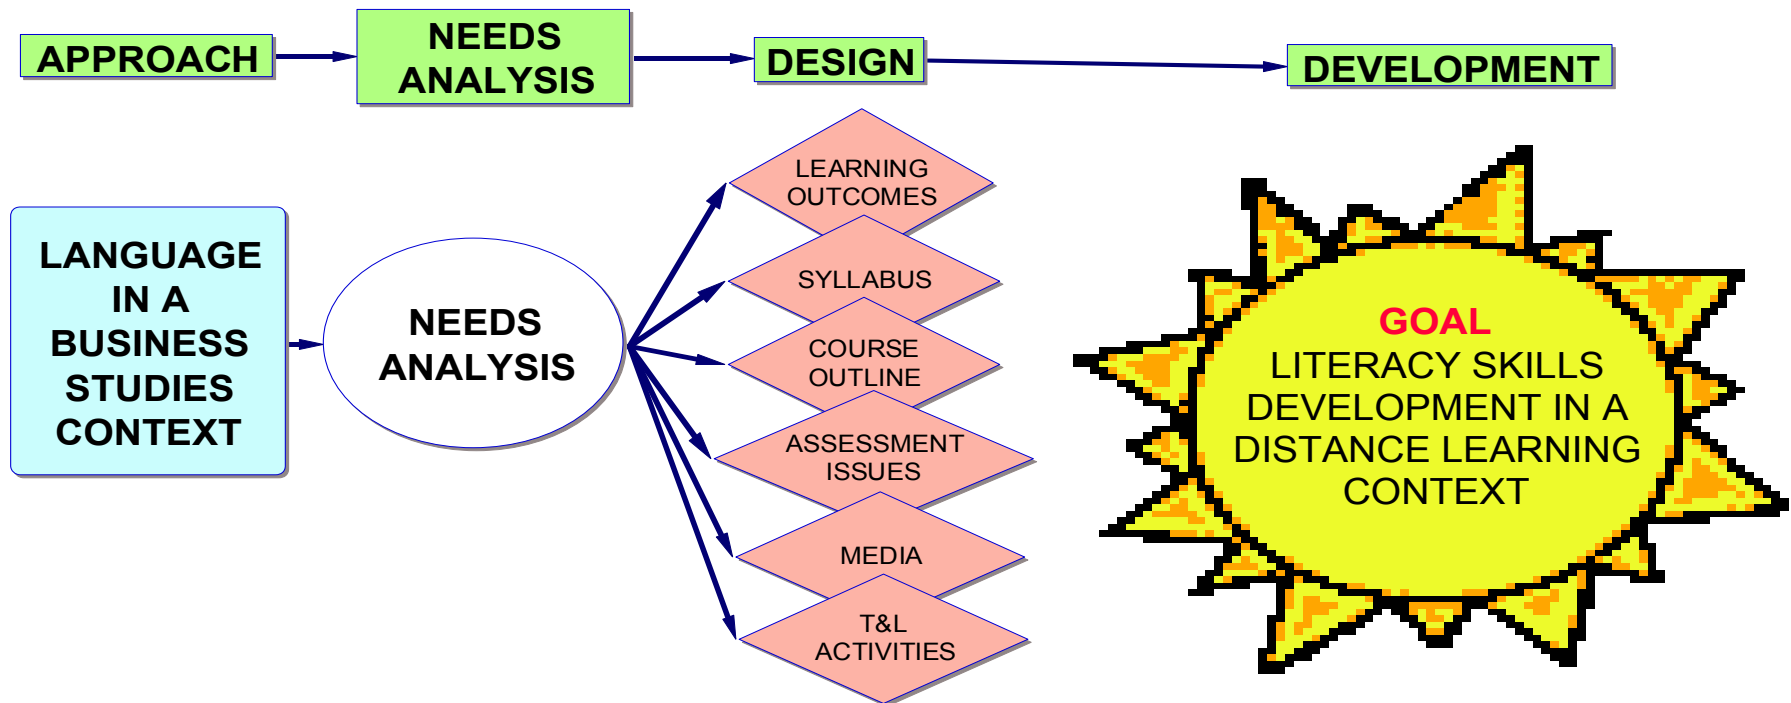 APPROACH
NEEDS
ANALYSIS
DESIGN
DEVELOPMENT
LANGUAGE
IN A
BUSINESS
STUDIES
CONTEXT
NEEDS
ANALYSIS
LEARNING
OUTCOMES
SYLLABUS
COURSE
OUTLINE
ASSESSMENT
ISSUES
MEDIA
T&L
ACTIVITIES
GOAL
LITERACY SKILLS
DEVELOPMENT IN A
DISTANCE LEARNING
CONTEXT